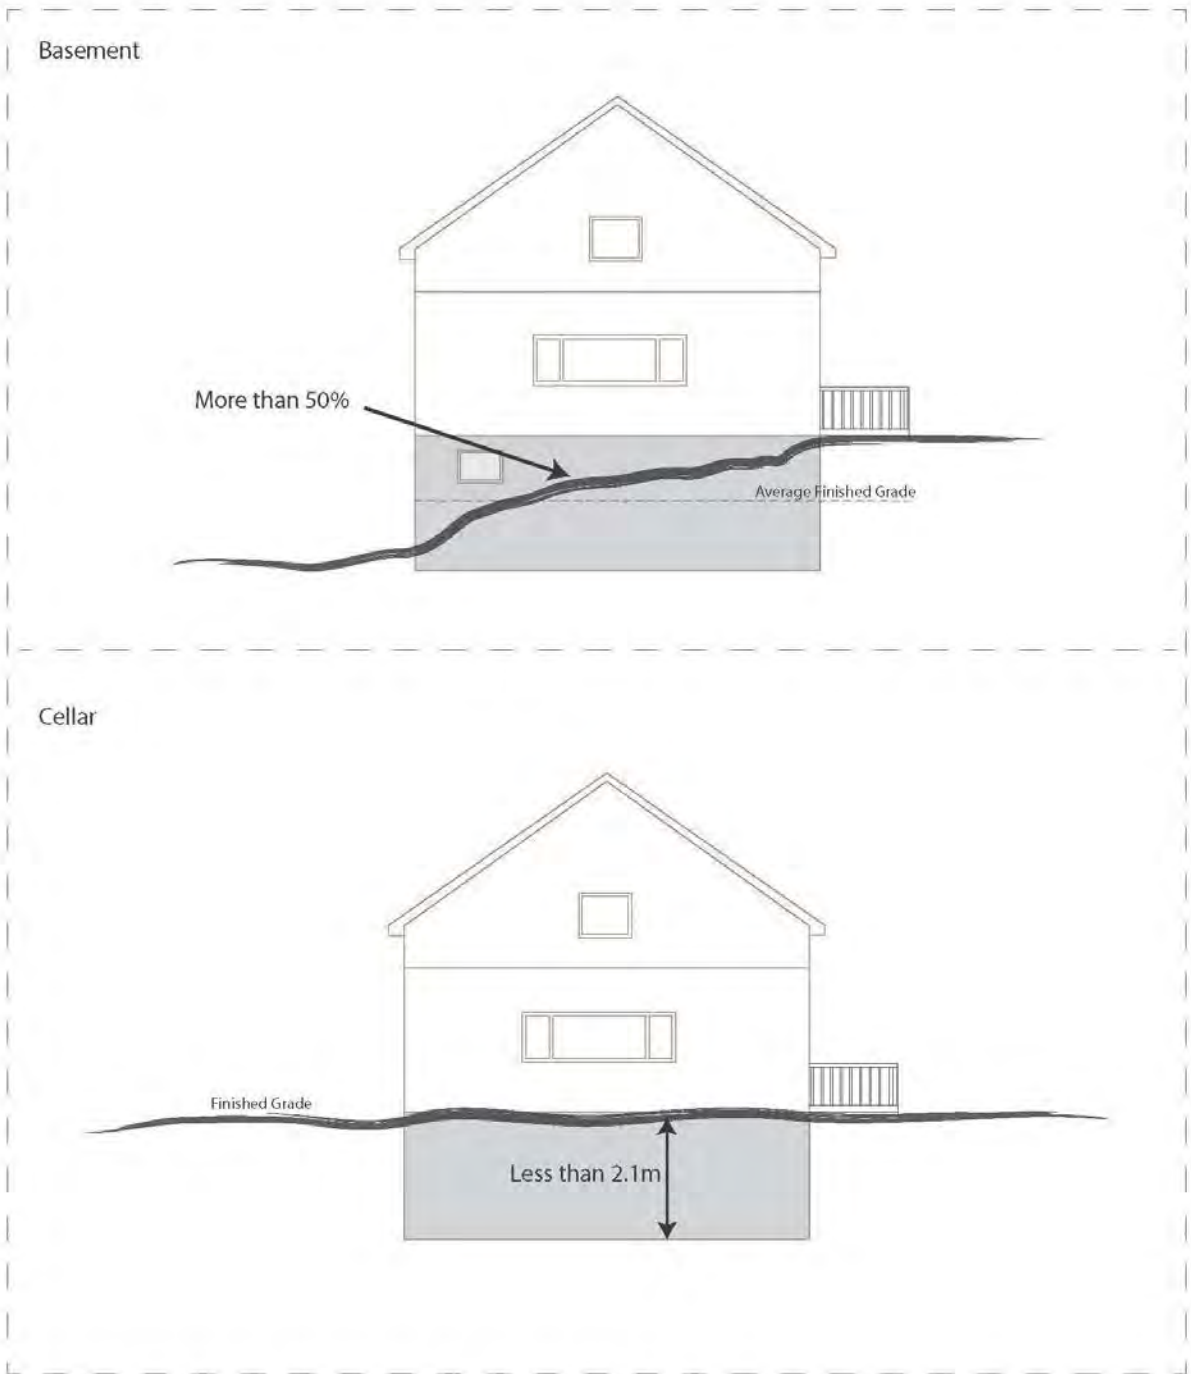 Basement
More than 50%
Average Finished Grade
Cellar
Finished Grade
Less than 2.1m